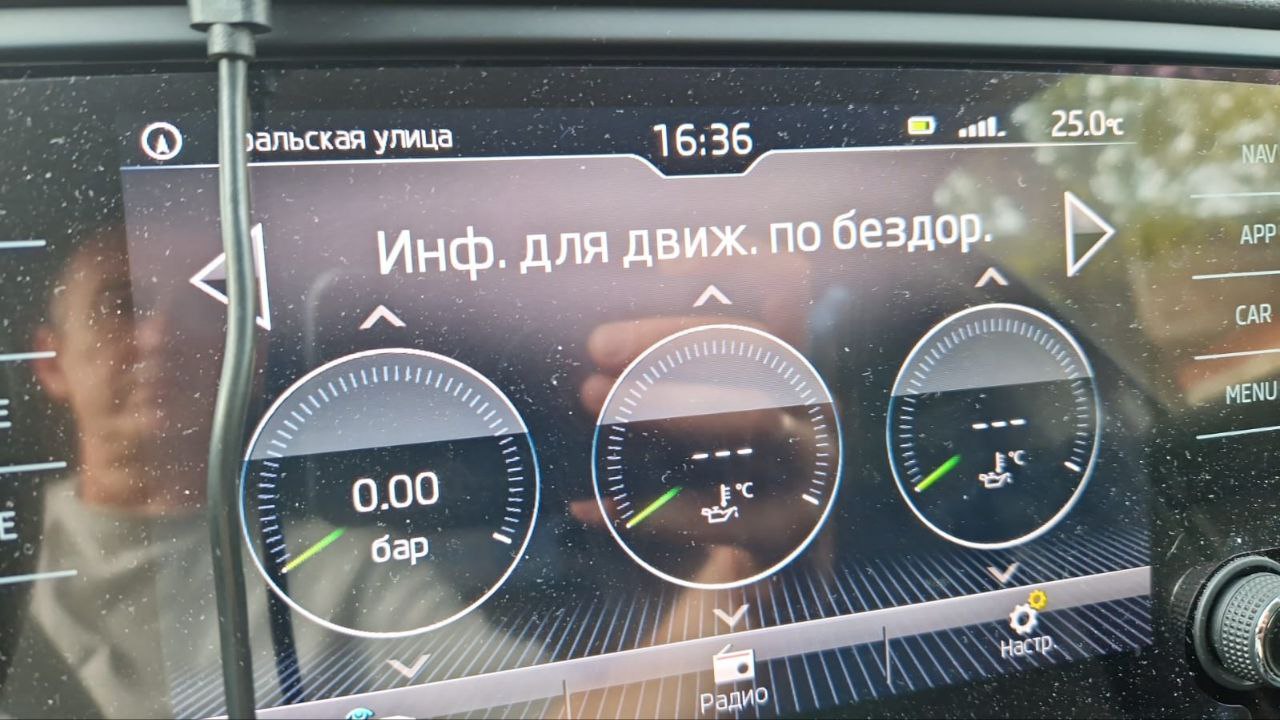 ральская улица
16:36
25.0°C
NAV
APP
CAR
MENU
Инф. для движ. по бездор.
0.00
бар
---
°C
---
°C
Радио
Настр.